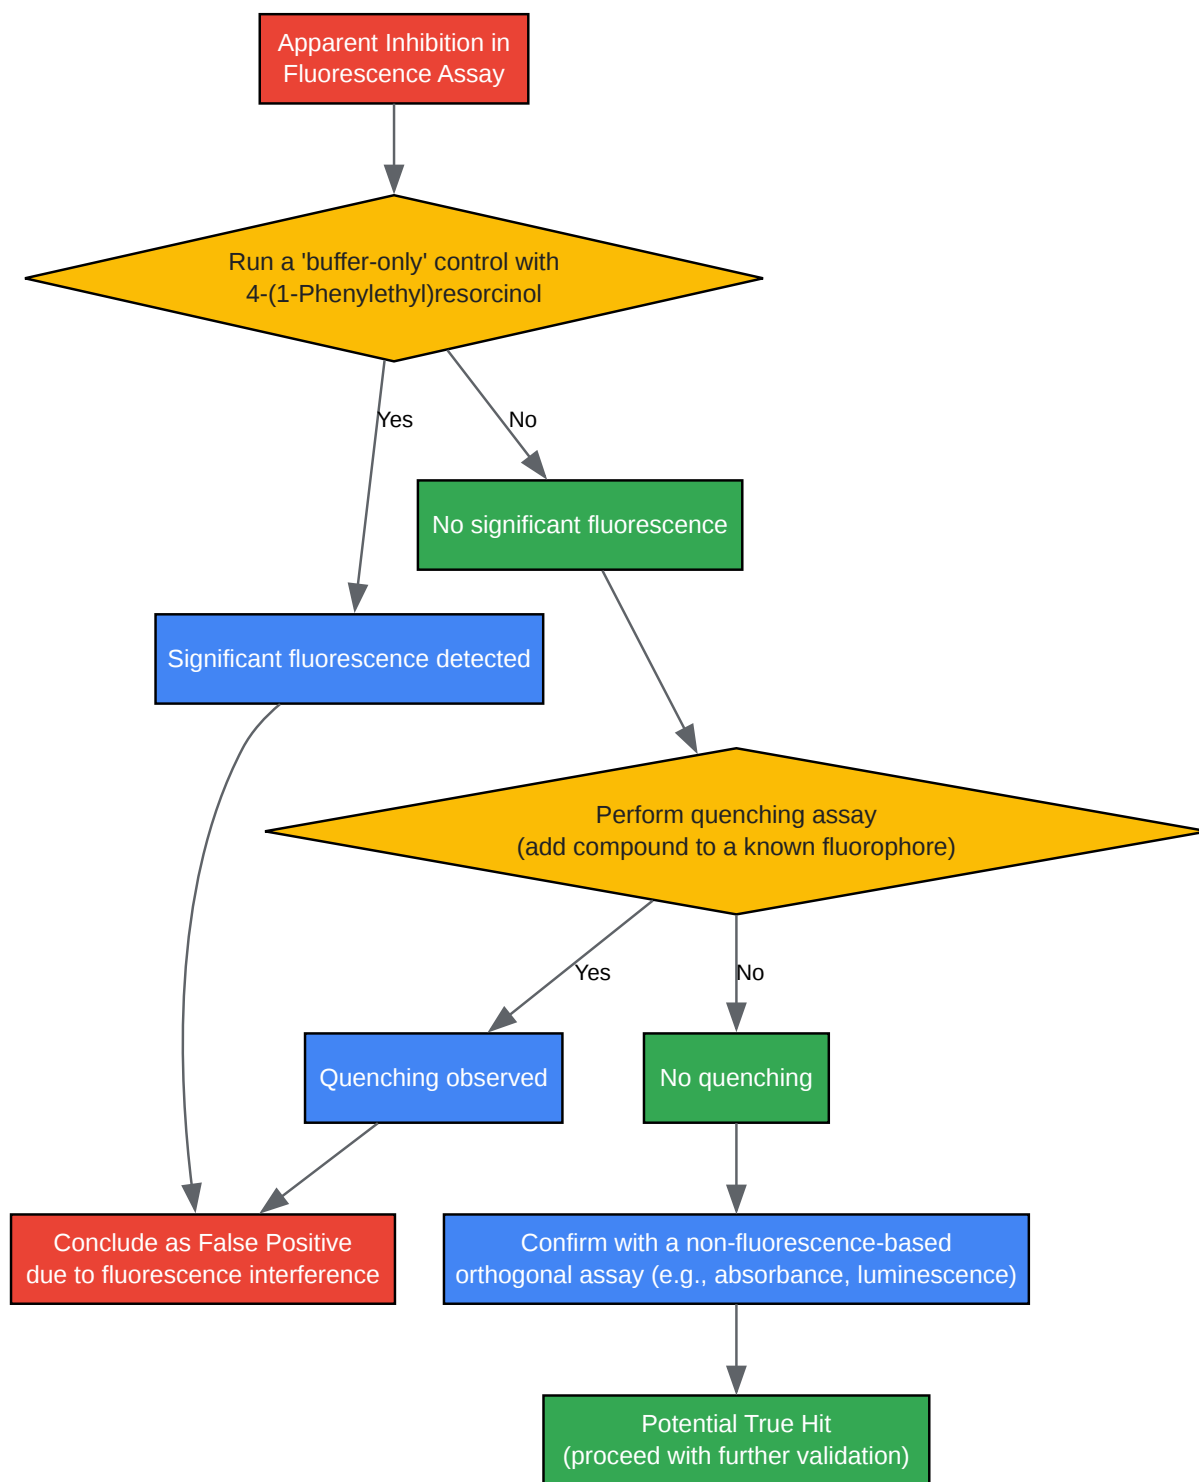 Apparent Inhibition in
Fluorescence Assay
Run a 'buffer-only' control with
4-(1-Phenylethyl)resorcinol
Yes
No
No significant fluorescence
Significant fluorescence detected
Perform quenching assay
(add compound to a known fluorophore)
Yes
No
Quenching observed
No quenching
Conclude as False Positive
due to fluorescence interference
Confirm with a non-fluorescence-based
orthogonal assay (e.g., absorbance, luminescence)
Potential True Hit
(proceed with further validation)